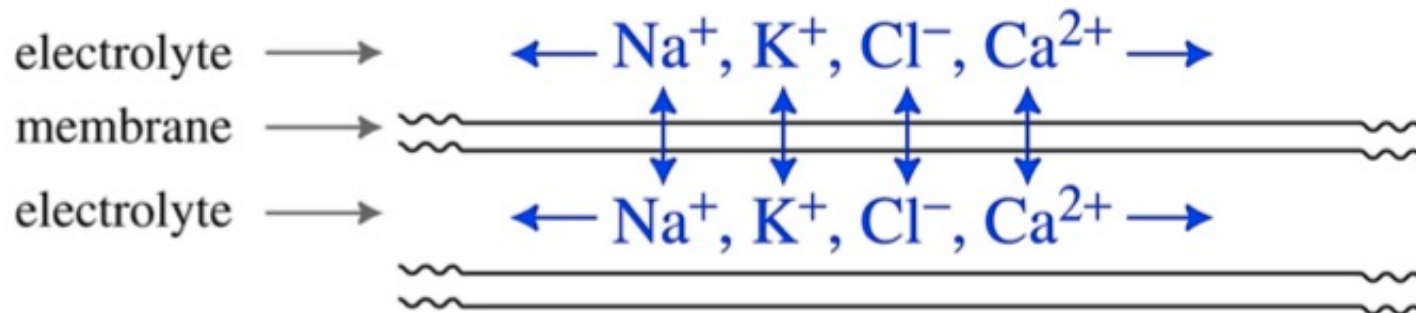 electrolyte Na⁺, K⁺, Cl⁻, Ca²⁺
membrane
electrolyte Na⁺, K⁺, Cl⁻, Ca²⁺